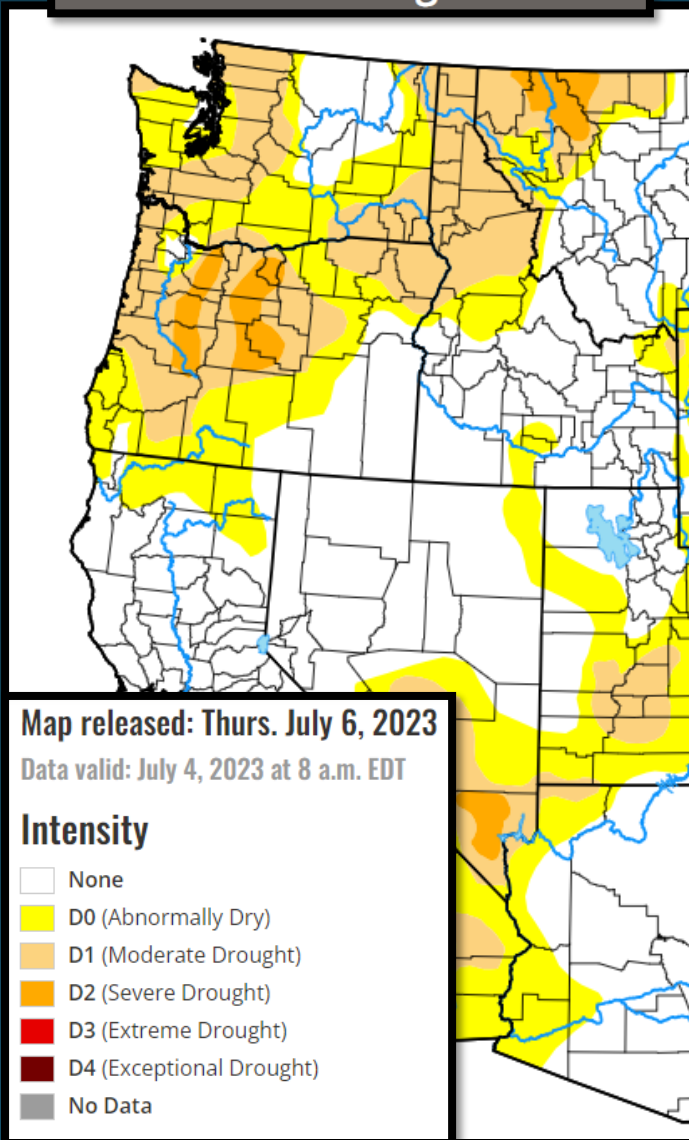 Map released: Thurs. July 6, 2023
Data valid: July 4, 2023 at 8 a.m. EDT
Intensity
None
D0 (Abnormally Dry)
D1 (Moderate Drought)
D2 (Severe Drought)
D3 (Extreme Drought)
D4 (Exceptional Drought)
No Data